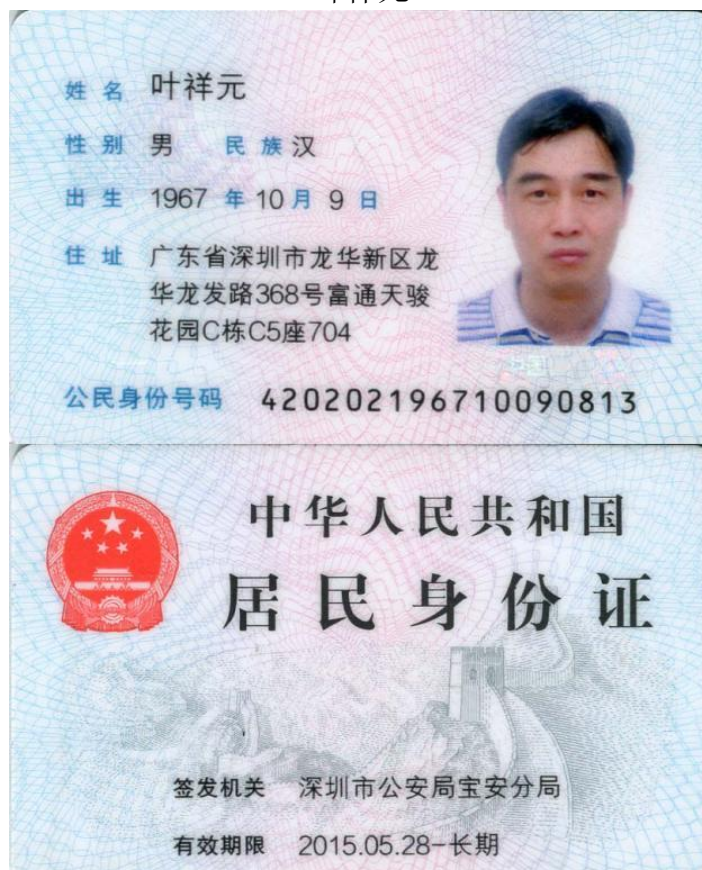 姓名 叶祥元
性别 男 民族 汉
出生 1967 年 10 月 9 日
住址 广东省深圳市龙华新区龙
华龙发路368号富通天骏
花园C栋C5座704
公民身份号码 420202196710090813
中华人民共和国
居民身份证
签发机关 深圳市公安局宝安分局
有效期限 2015.05.28-长期